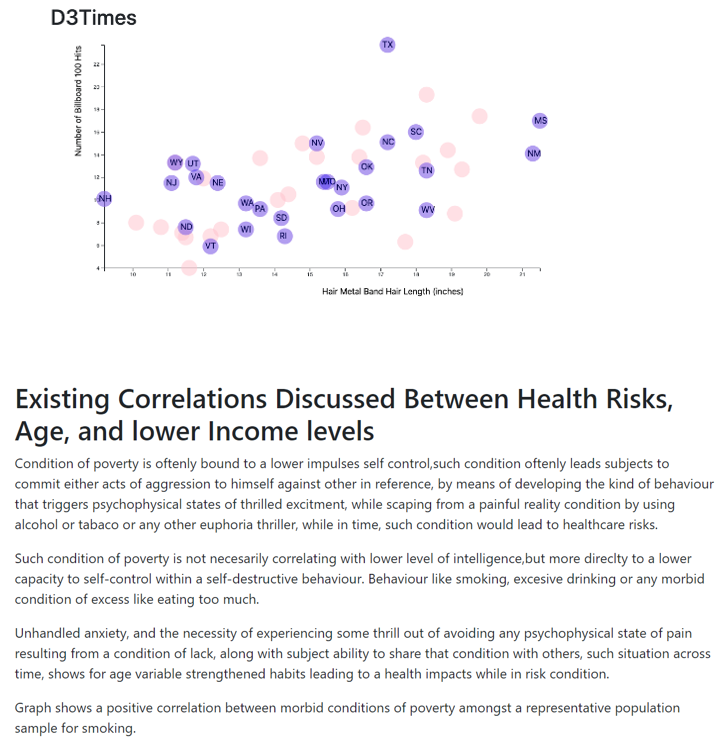 D3Times
Number of Billboard 100 Hits
22
20
18
16
14
12
10
8
6
4
TX
MS
SC
NC
NV
NM
WY
UT
OK
TN
VA
NJ
NE
NY
NH
WA
PA
OH
OR
WV
SD
ND
WI
RI
VT
10
11
12
13
14
15
16
17
18
19
20
21
Hair Metal Band Hair Length (inches)
Existing Correlations Discussed Between Health Risks,
Age, and lower Income levels
Condition of poverty is oftenly bound to a lower impulses self control,such condition oftenly leads subjects to
commit either acts of aggression to himself against other in reference, by means of developing the kind of behaviour
that triggers psychophysical states of thrilled excitment, while scaping from a painful reality condition by using
alcohol or tabaco or any other euphoria thriller, while in time, such condition would lead to healthcare risks.
Such condition of poverty is not necesarily correlating with lower level of intelligence,but more direclty to a lower
capacity to self-control within a self-destructive behaviour. Behaviour like smoking, excesive drinking or any morbid
condition of excess like eating too much.
Unhandled anxiety, and the necessity of experiencing some thrill out of avoiding any psychophysical state of pain
resulting from a condition of lack, along with subject ability to share that condition with others, such situation across
time, shows for age variable strengthened habits leading to a health impacts while in risk condition.
Graph shows a positive correlation between morbid conditions of poverty amongst a representative population
sample for smoking.